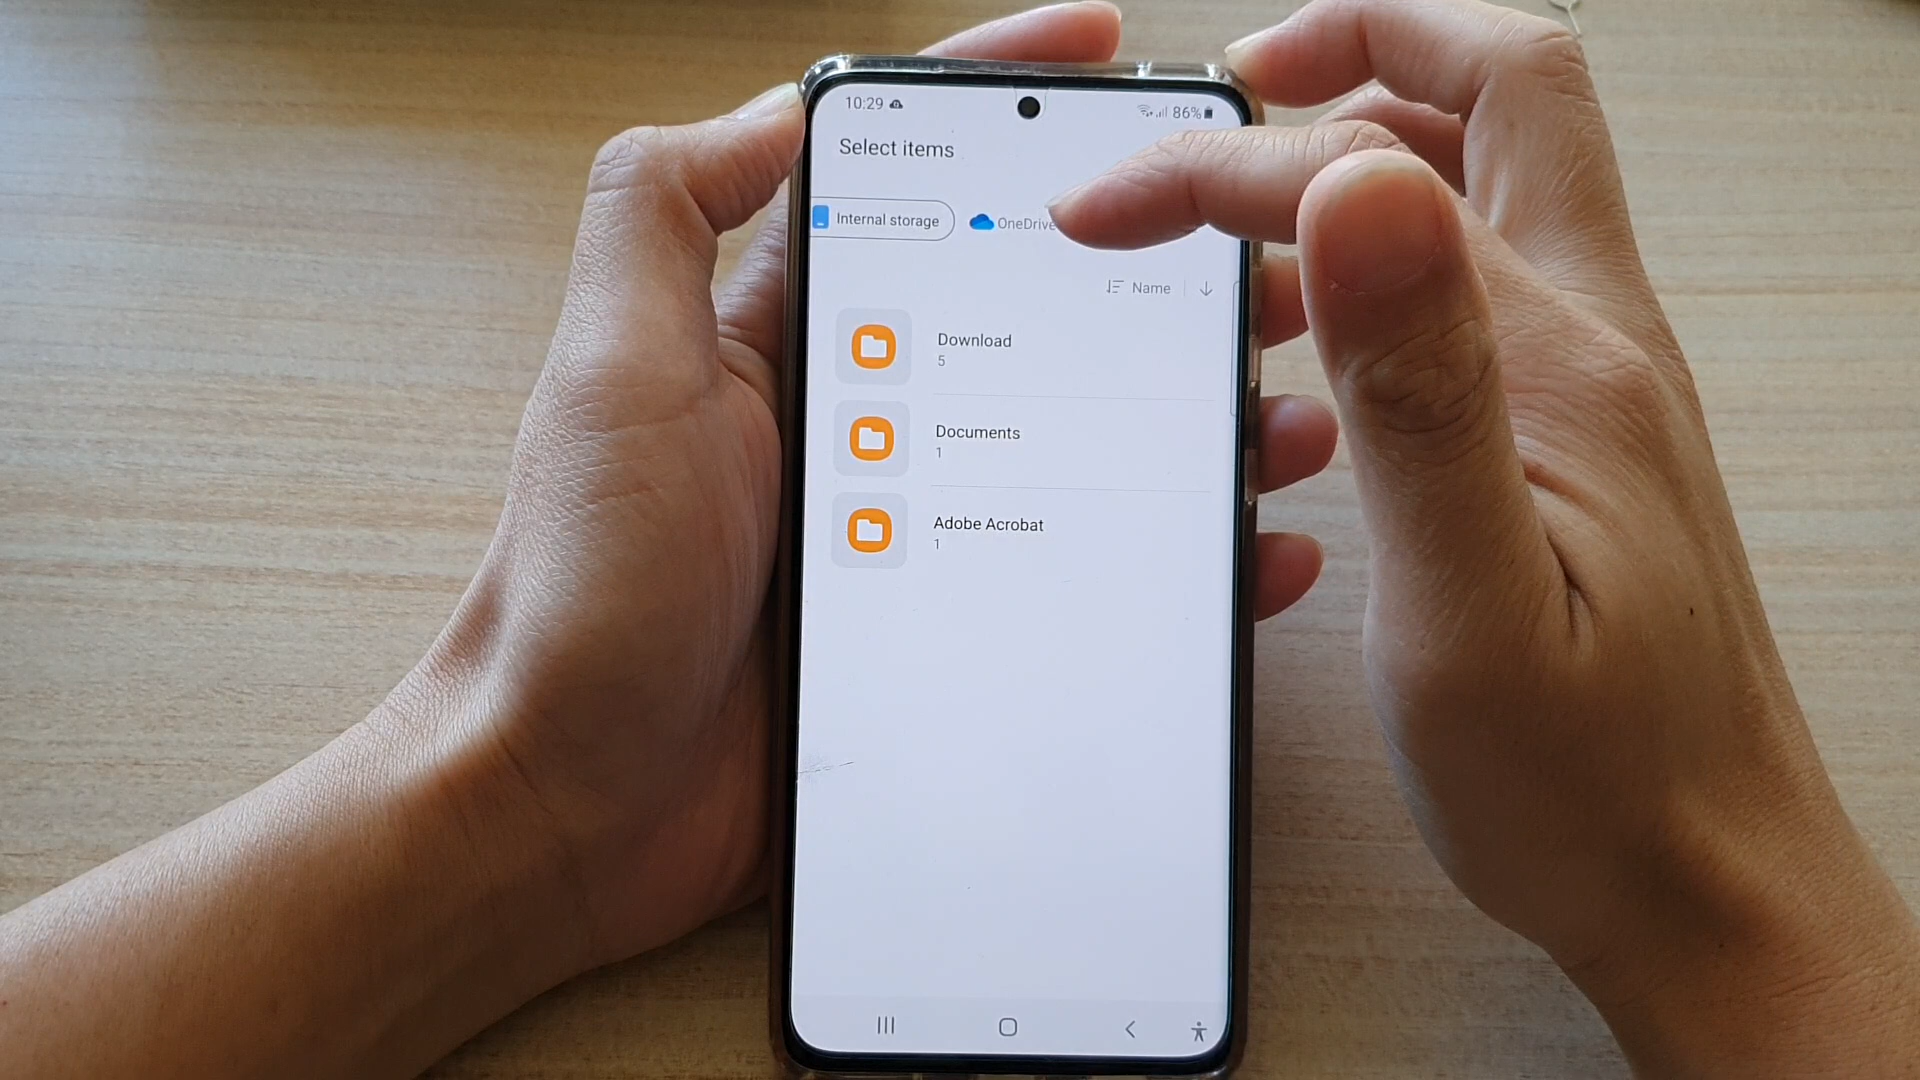 10:29 86%
Select items
Internal storage OneDrive
Name
Download
5
Documents
1
Adobe Acrobat
1